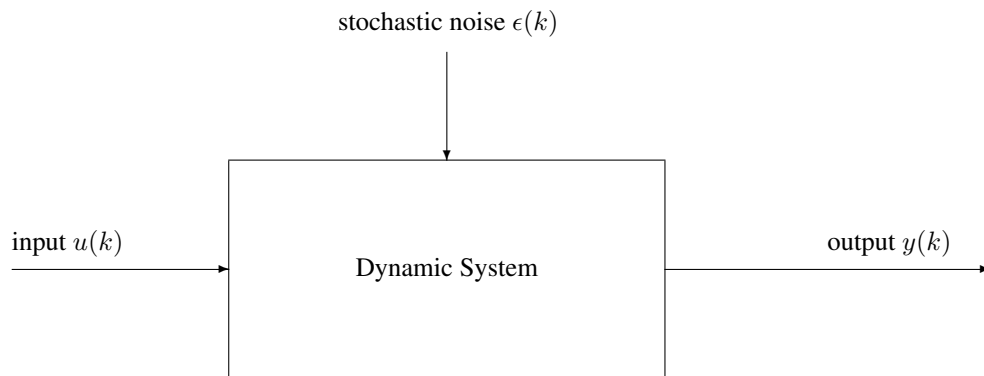 stochastic noise ϵ(k)
input u(k)
output y(k)
Dynamic System